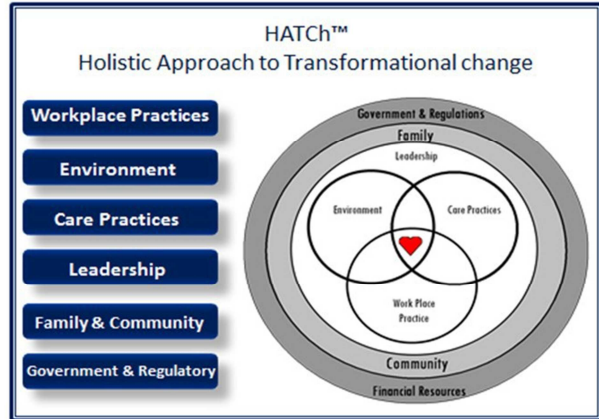 HATCh™
Holistic Approach to Transformational change
Workplace Practices
Environment
Care Practices
Leadership
Family & Community
Government & Regulatory
Government & Regulations
Family
Leadership
Environment
Care Practices
Work Place
Practice
Community
Financial Resources